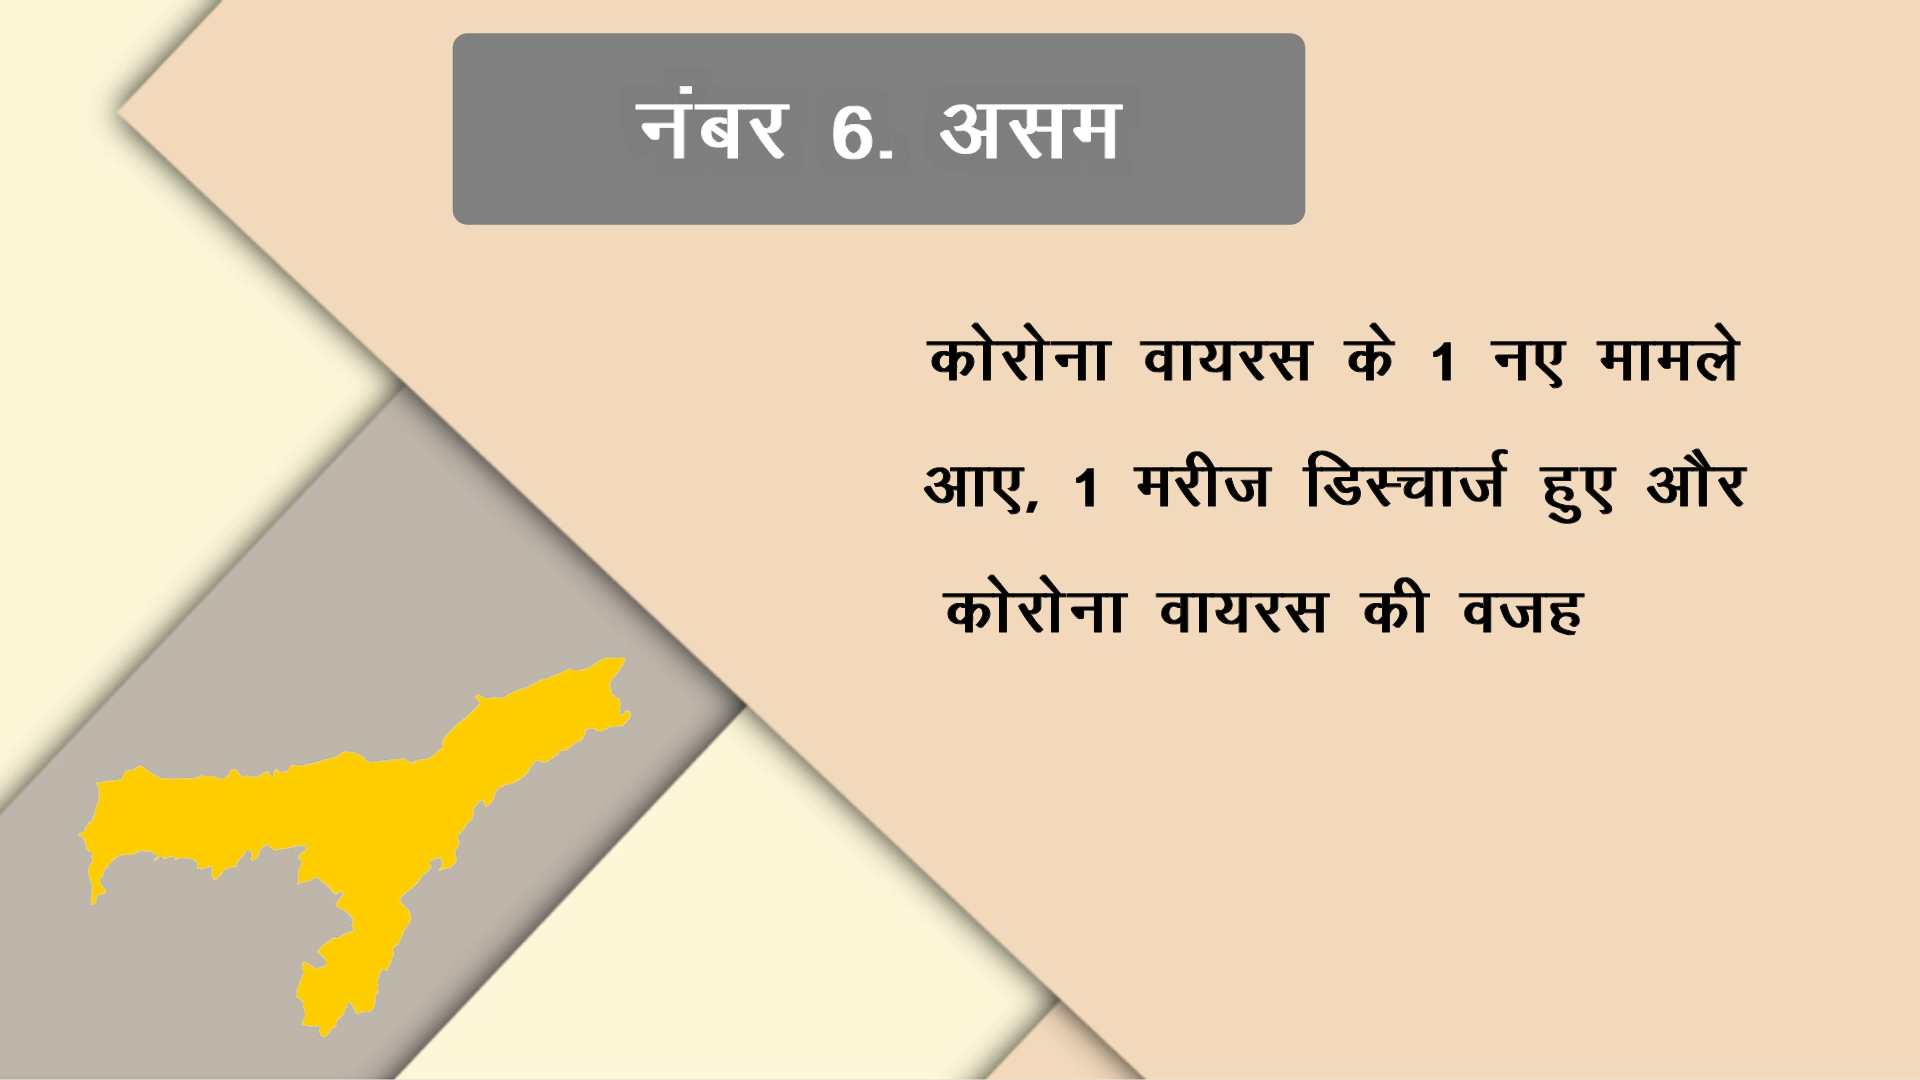 नंबर 6. असम
कोरोना वायरस के 1 नए मामले
आए, 1 मरीज डिस्चार्ज हुए और
कोरोना वायरस की वजह